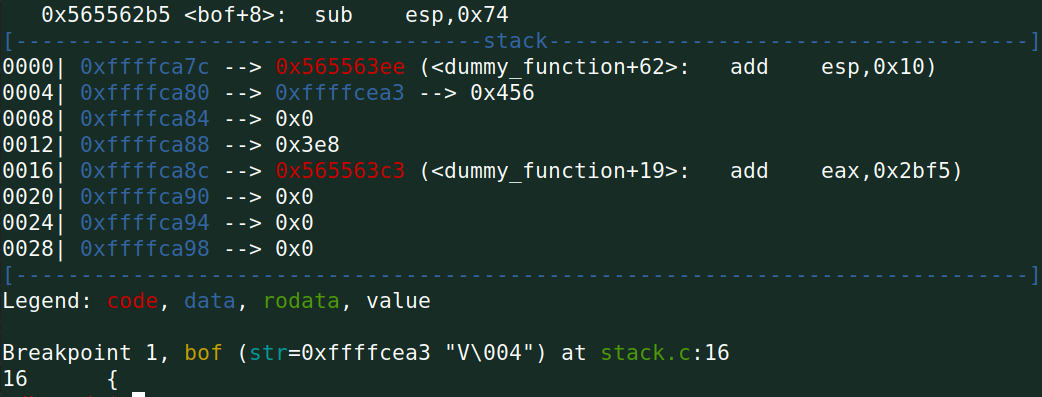 0x565562b5 <bof+8>:	sub    esp,0x74
[------------------------------------stack-------------------------------------]
0000| 0xffffca7c --> 0x565563ee (<dummy_function+62>:	add    esp,0x10)
0004| 0xffffca80 --> 0xffffcea3 --> 0x456
0008| 0xffffca84 --> 0x0
0012| 0xffffca88 --> 0x3e8
0016| 0xffffca8c --> 0x565563c3 (<dummy_function+19>:	add    eax,0x2bf5)
0020| 0xffffca90 --> 0x0
0024| 0xffffca94 --> 0x0
0028| 0xffffca98 --> 0x0
[------------------------------------------------------------------------------]
Legend: code, data, rodata, value
Breakpoint 1, bof (str=0xffffcea3 "V\004") at stack.c:16
16	{